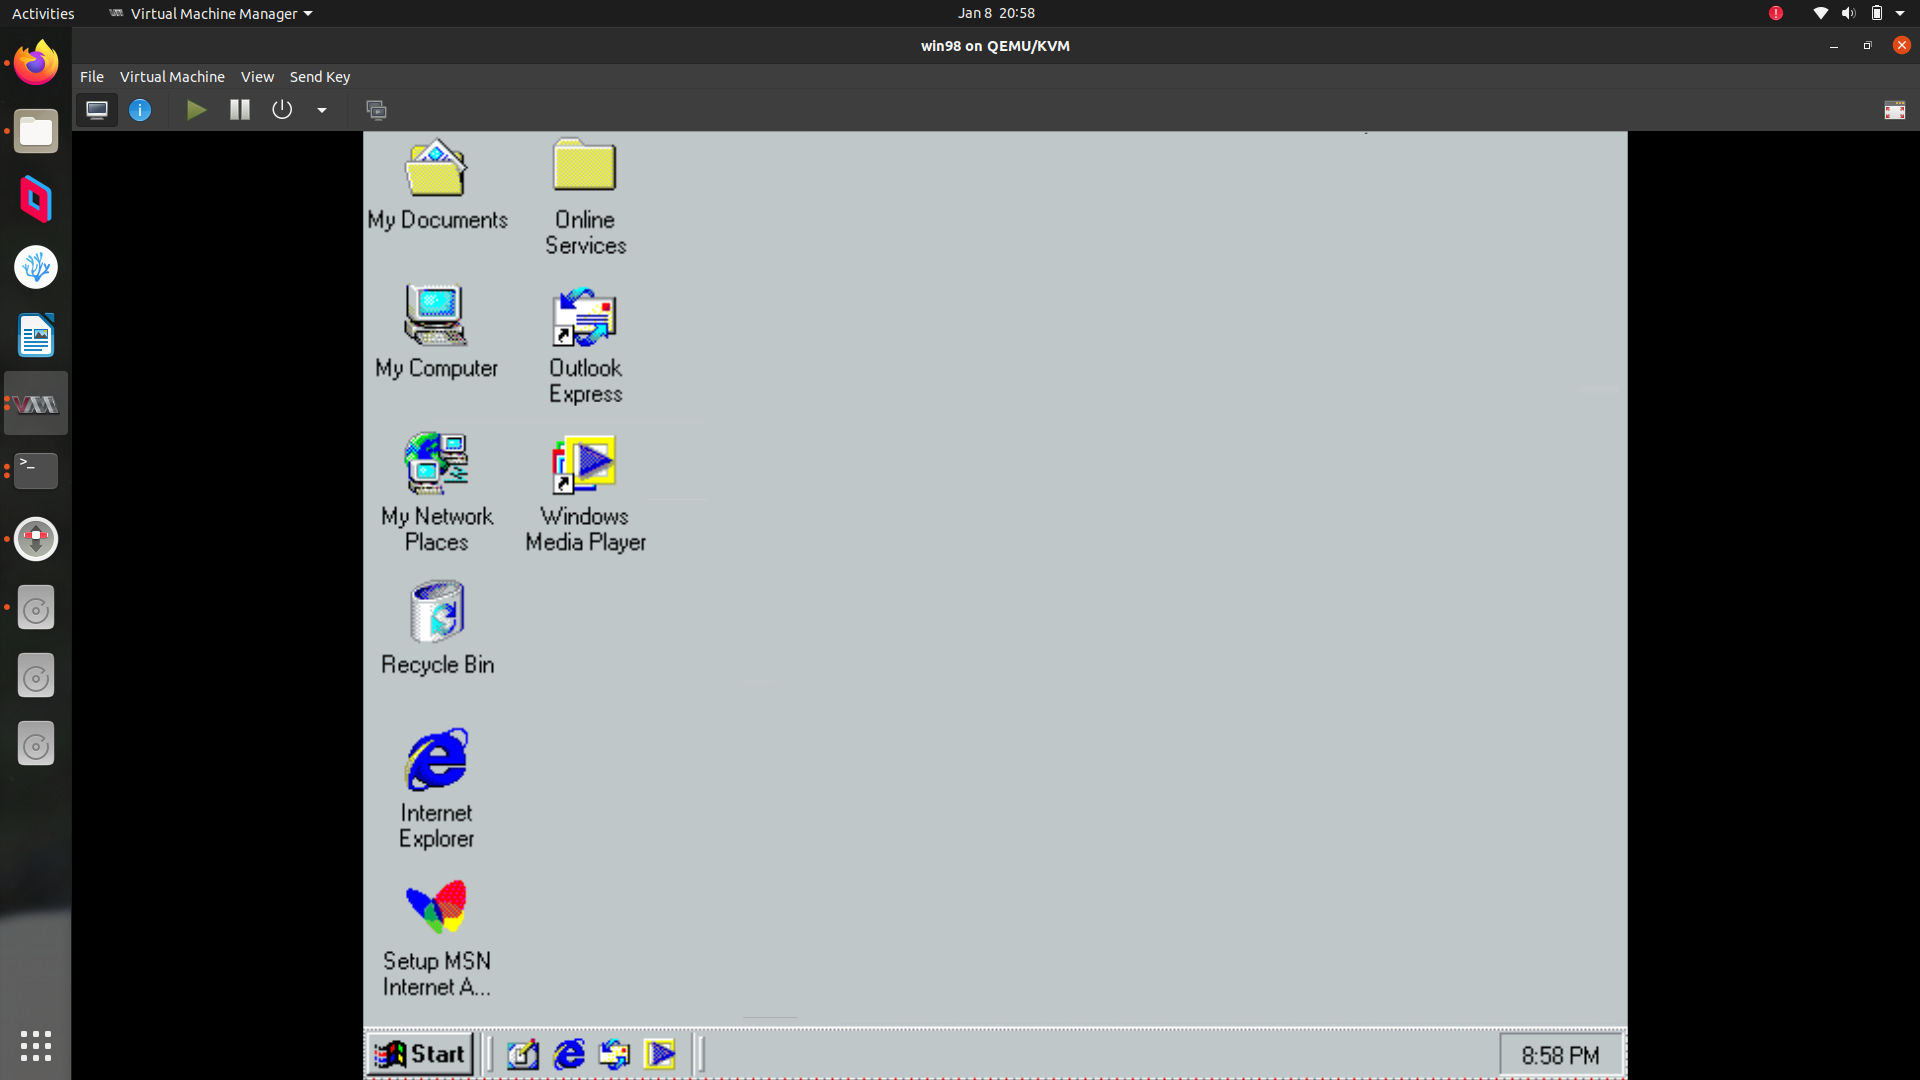 Activities
Virtual Machine Manager
Jan 8 20:58
win98 on QEMU/KVM
File
Virtual Machine
View
Send Key
My Documents
Online
Services
My Computer
Outlook
Express
My Network
Places
Windows
Media Player
Recycle Bin
Internet
Explorer
Setup MSN
Internet A...
Start
8:58 PM